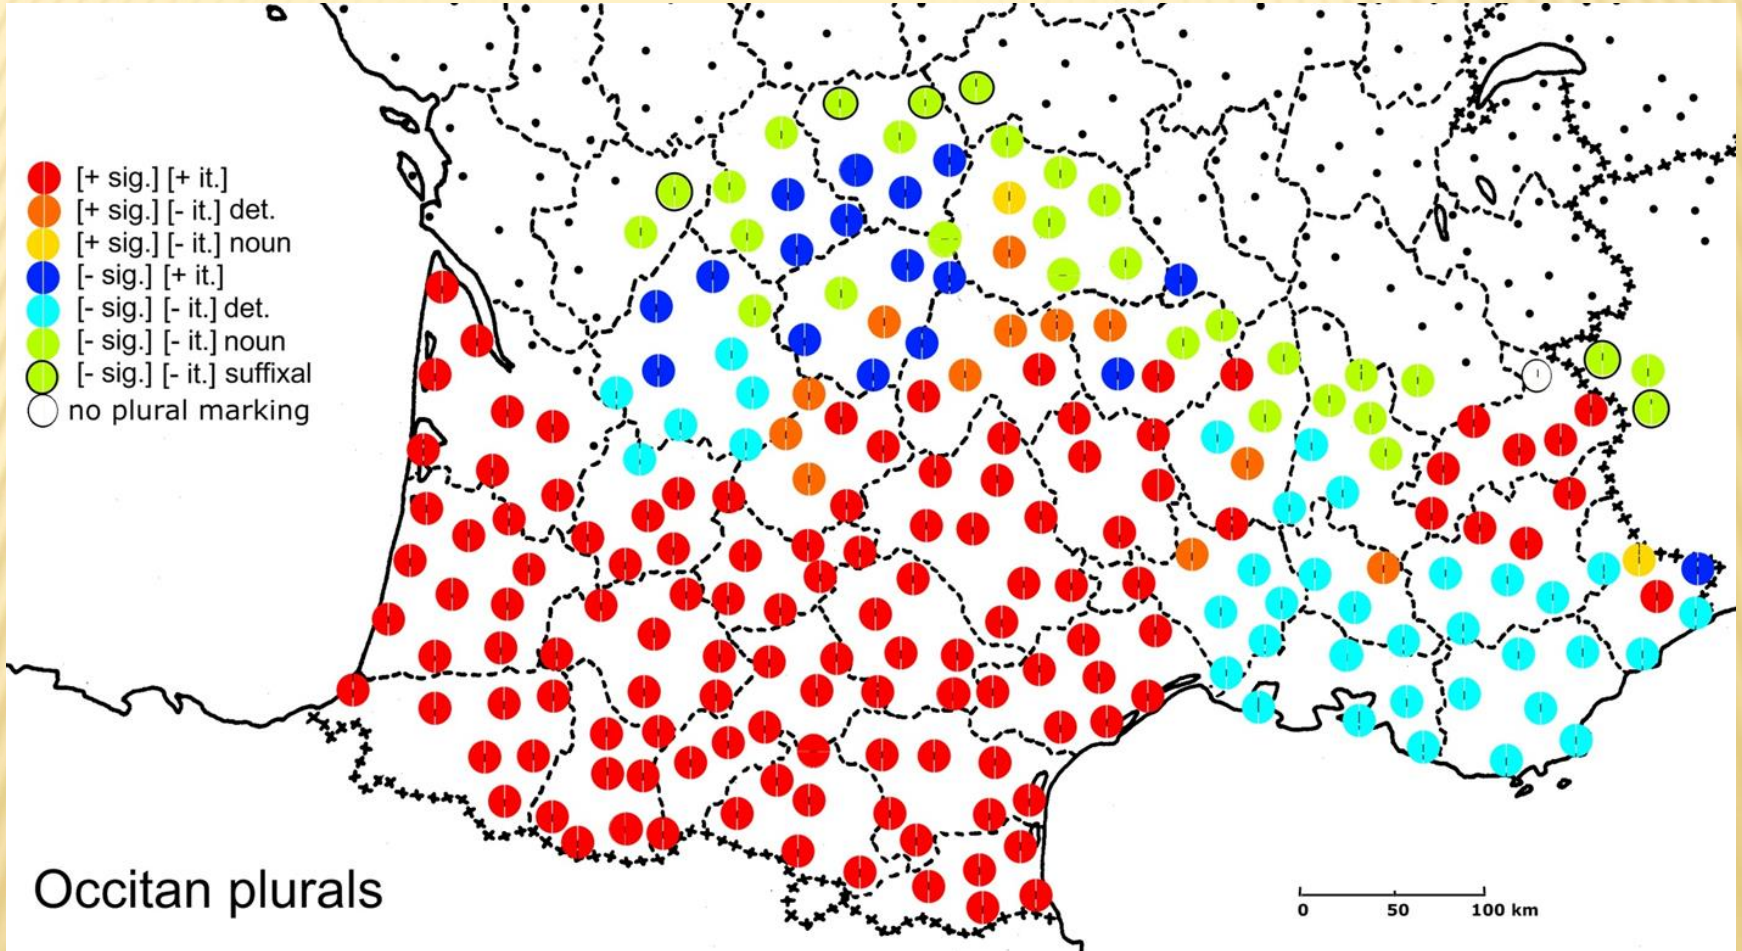 [+ sig.] [+ it.]
[+ sig.] [- it.] det.
[+ sig.] [- it.] noun
[- sig.] [+ it.]
[- sig.] [- it.] det.
[- sig.] [- it.] noun
[- sig.] [- it.] suffixal
no plural marking
Occitan plurals
0 50 100 km